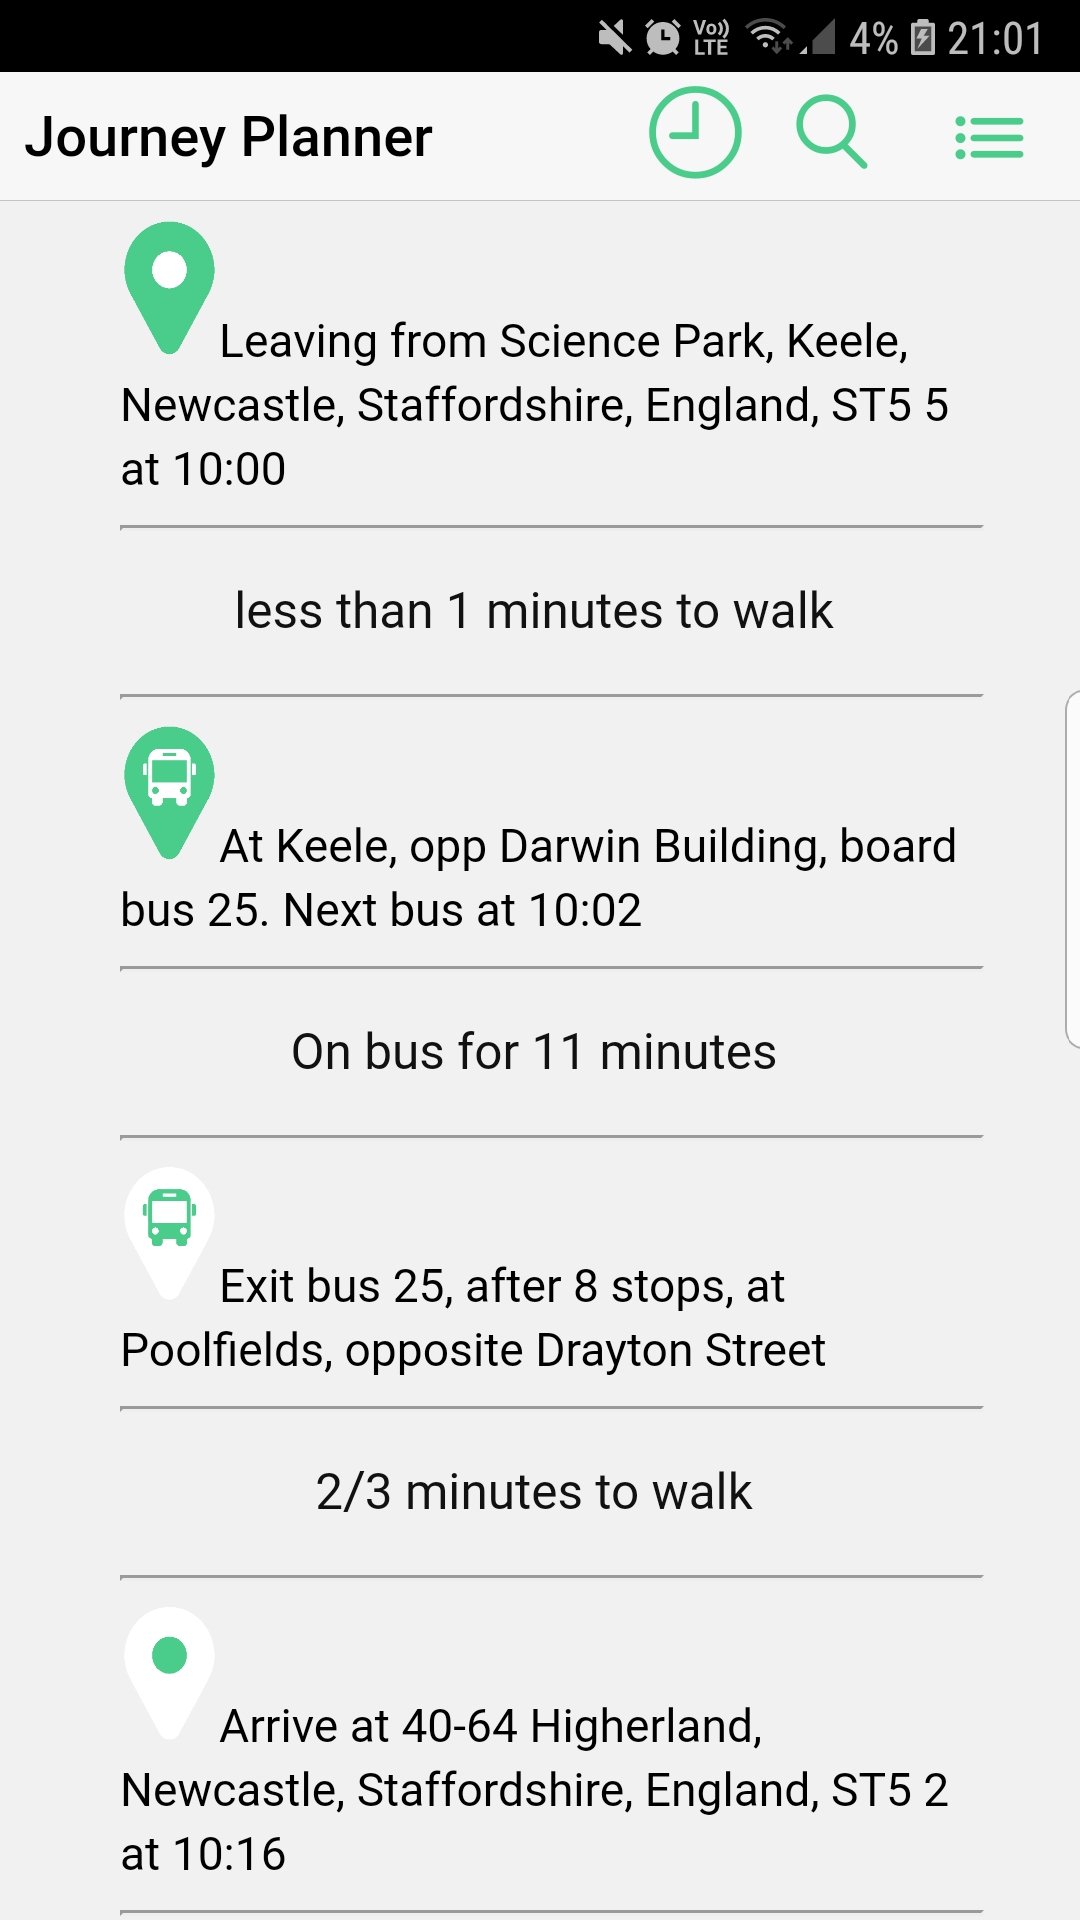 Vo)) LTE 4% 21:01
Journey Planner
Leaving from Science Park, Keele,
Newcastle, Staffordshire, England, ST5 5
at 10:00
less than 1 minutes to walk
At Keele, opp Darwin Building, board
bus 25. Next bus at 10:02
On bus for 11 minutes
Exit bus 25, after 8 stops, at
Poolfields, opposite Drayton Street
2/3 minutes to walk
Arrive at 40-64 Higherland,
Newcastle, Staffordshire, England, ST5 2
at 10:16